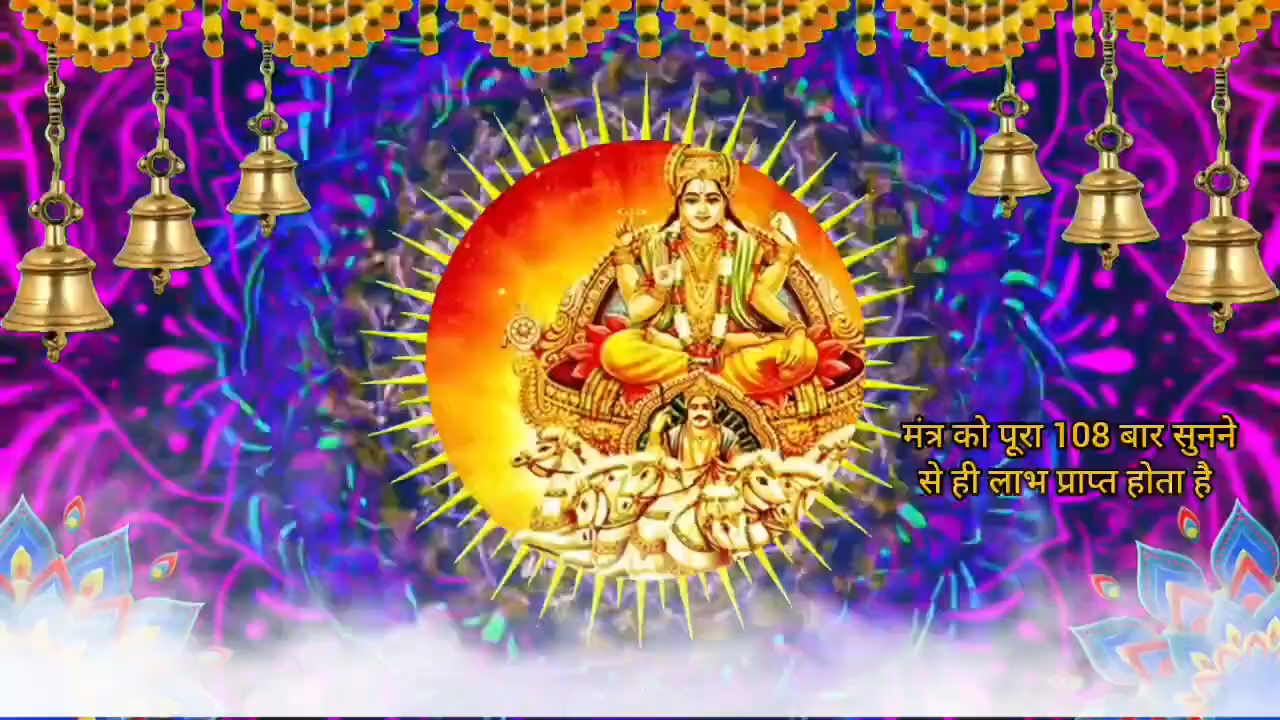 मंत्र को पूरा 108 बार सुनने
से ही लाभ प्राप्त होता है